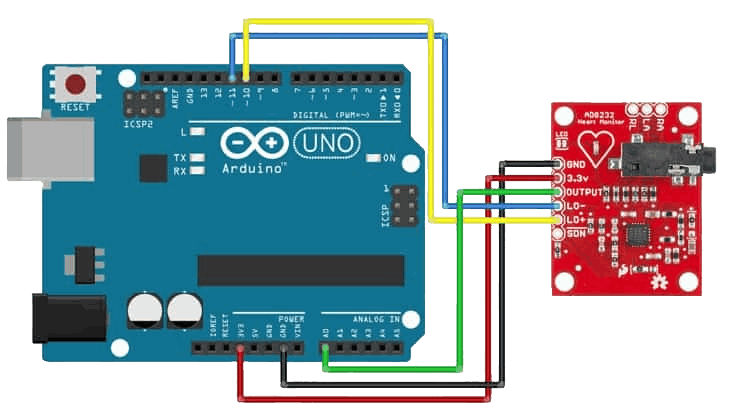 RESET
ICSP2
AREF
GND
13
12
~11
~10
~9
8
7
~6
~5
4
~3
2
TXD ▶ 1
RXD ◀ 0
DIGITAL (PWM=~)
L
TX
RX
UNO
Arduino™
ON
1
ICSP
IOREF
RESET
3V3
5V
GND
GND
VIN
POWER
A0
A1
A2
A3
A4
A5
ANALOG IN
AD8232
Heart Monitor
RL
LA
RA
GND
3.3v
OUTPUT
LO-
LO+
SDN